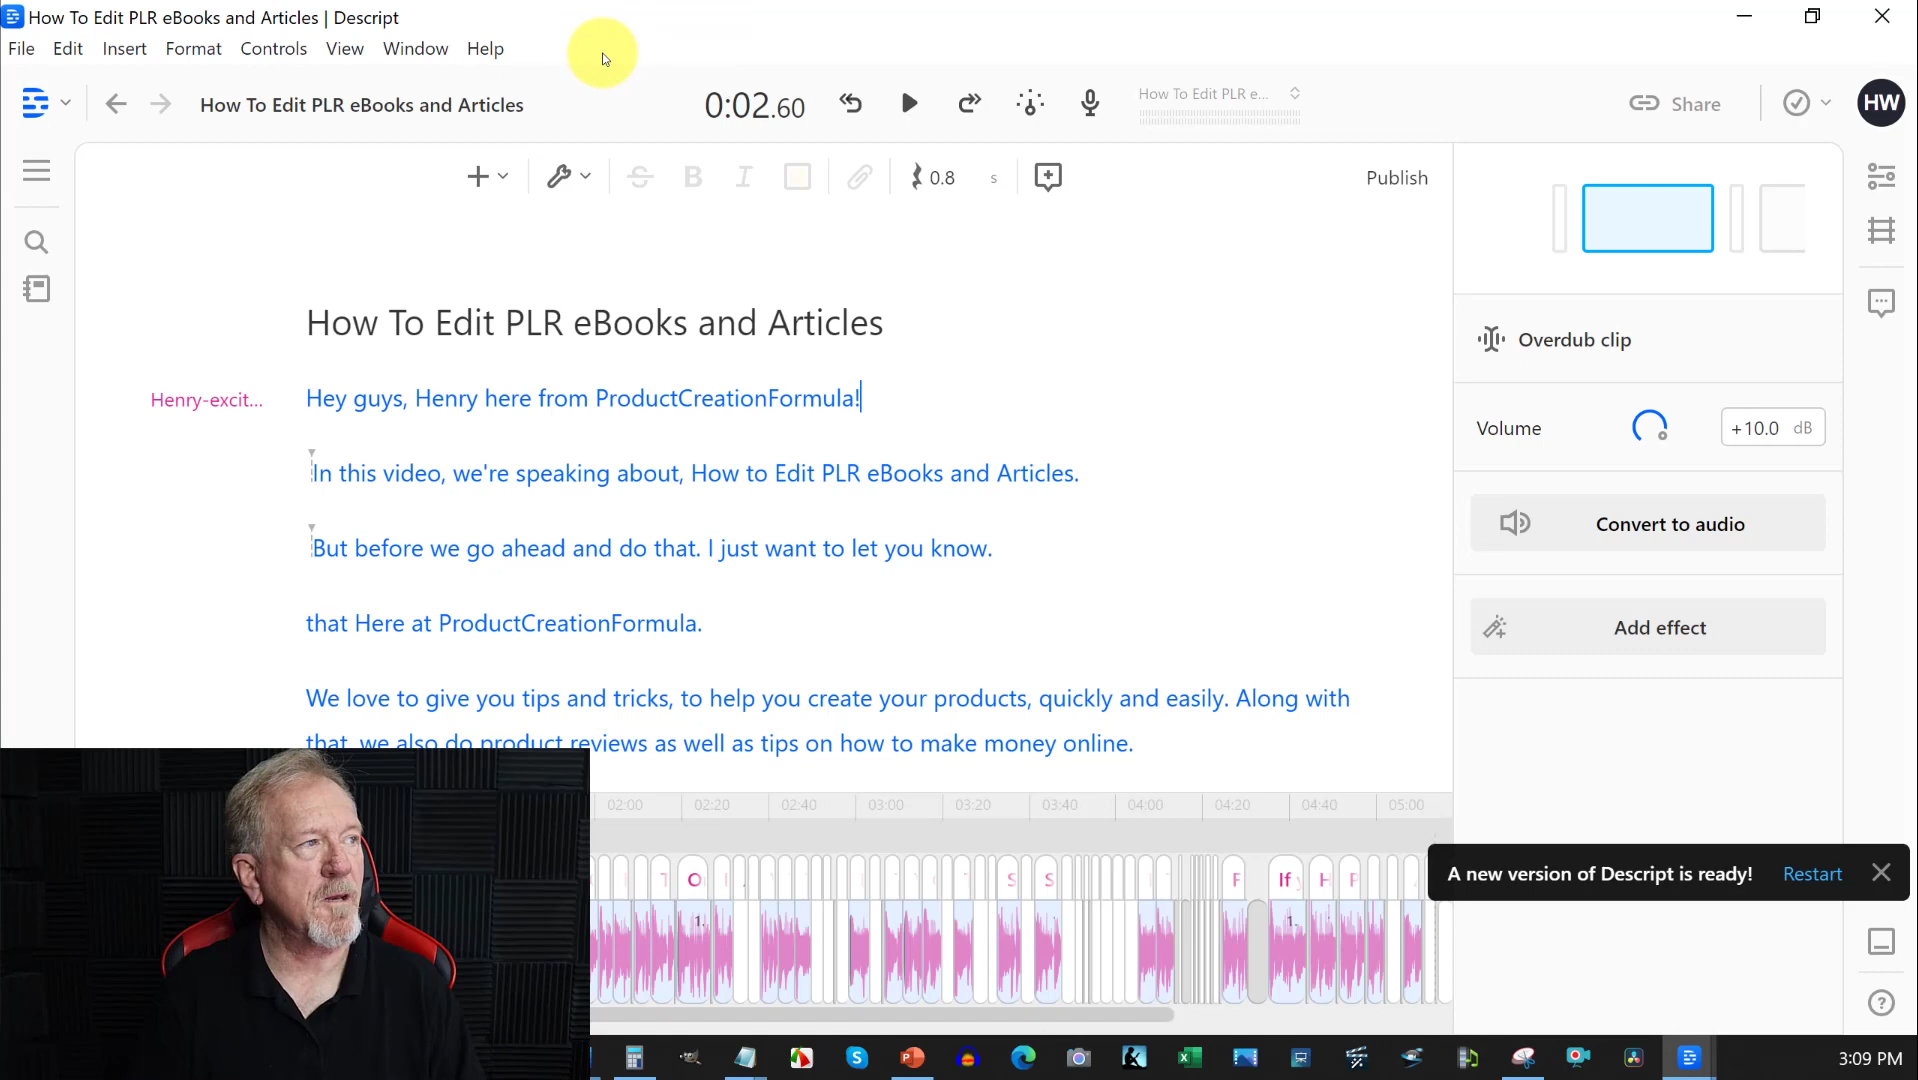 How To Edit PLR eBooks and Articles | Descript
File Edit Insert Format Controls View Window Help
How To Edit PLR eBooks and Articles
0:02.60
How To Edit PLR e...
Share
HW
0.8 s
Publish
How To Edit PLR eBooks and Articles
Henry-excit...
Hey guys, Henry here from ProductCreationFormula!
In this video, we're speaking about, How to Edit PLR eBooks and Articles.
But before we go ahead and do that. I just want to let you know.
that Here at ProductCreationFormula.
We love to give you tips and tricks, to help you create your products, quickly and easily. Along with
that, we also do product reviews as well as tips on how to make money online.
Overdub clip
Volume
+10.0 dB
Convert to audio
Add effect
02:00 02:20 02:40 03:00 03:20 03:40 04:00 04:20 04:40 05:00
A new version of Descript is ready! Restart
3:09 PM